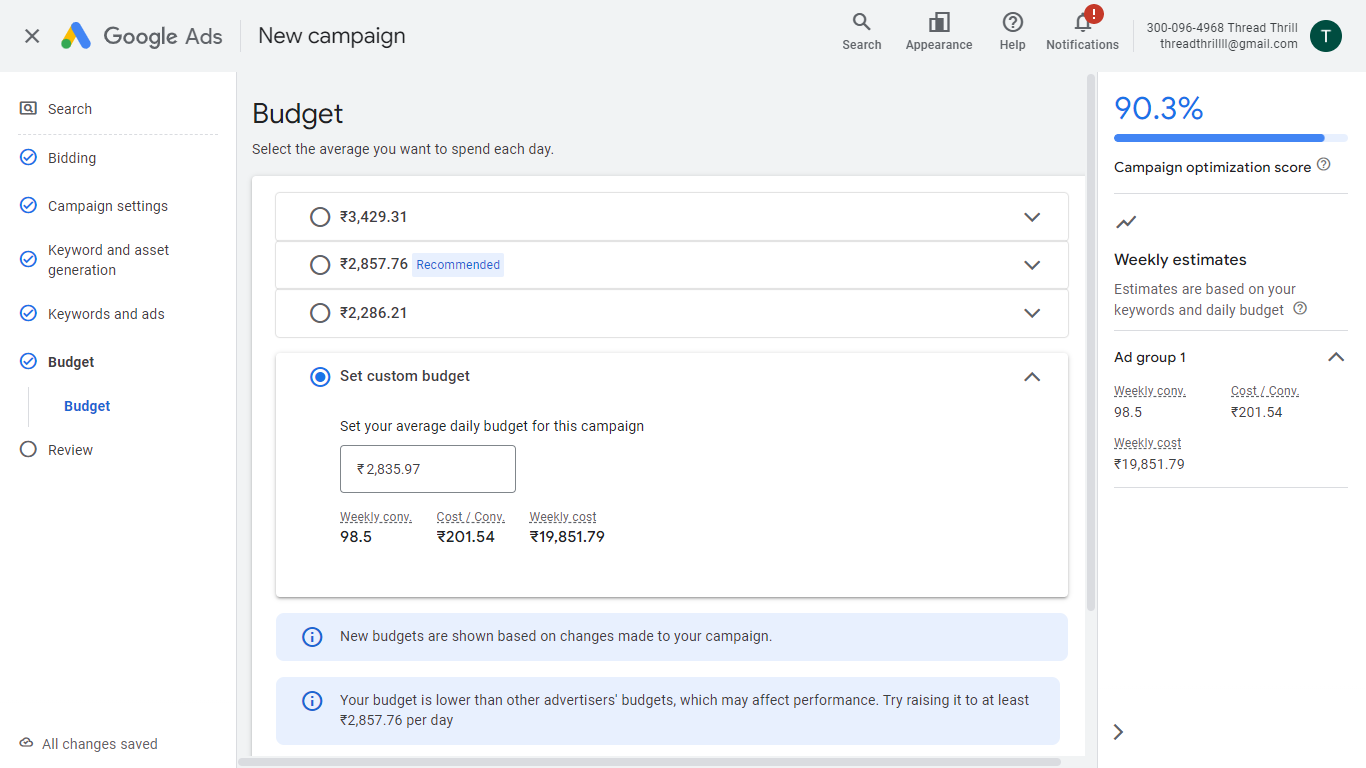 Google Ads
New campaign
Search
Appearance
Help
!
Notifications
300-096-4968 Thread Thrill
threadthrillll@gmail.com
T
Search
Bidding
Campaign settings
Keyword and asset
generation
Keywords and ads
Budget
Budget
Review
All changes saved
Budget
Select the average you want to spend each day.
₹3,429.31
₹2,857.76 Recommended
₹2,286.21
Set custom budget
Set your average daily budget for this campaign
₹ 2,835.97
Weekly conv. Cost / Conv. Weekly cost
98.5 ₹201.54 ₹19,851.79
New budgets are shown based on changes made to your campaign.
Your budget is lower than other advertisers' budgets, which may affect performance. Try raising it to at least
₹2,857.76 per day
90.3%
Campaign optimization score
Weekly estimates
Estimates are based on your
keywords and daily budget
Ad group 1
Weekly conv. Cost / Conv.
98.5 ₹201.54
Weekly cost
₹19,851.79